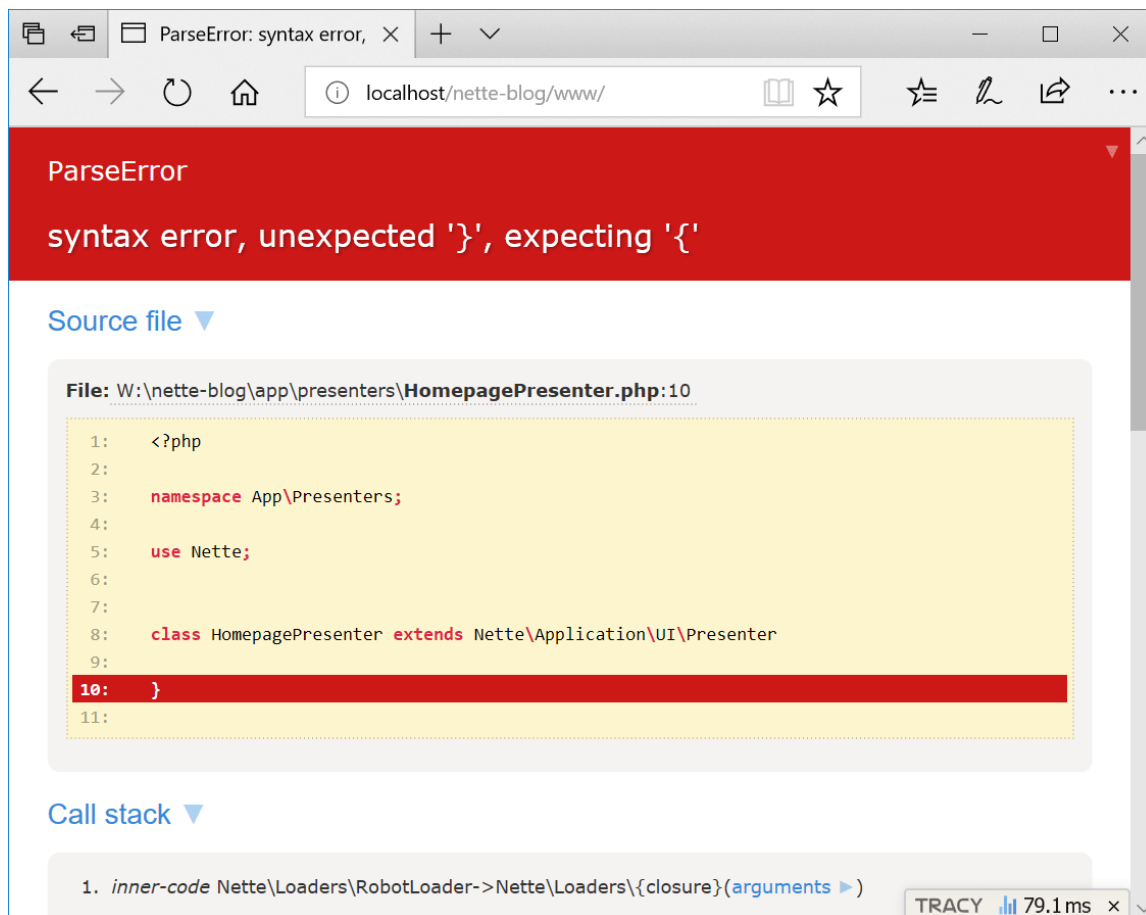 ParseError: syntax error,
localhost/nette-blog/www/
ParseError
syntax error, unexpected '}', expecting '{'
Source file ▼
File: W:\nette-blog\app\presenters\HomepagePresenter.php:10
1: <?php
2:
3: namespace App\Presenters;
4:
5: use Nette;
6:
7:
8: class HomepagePresenter extends Nette\Application\UI\Presenter
9:
10: }
11:
Call stack ▼
1. inner-code Nette\Loaders\RobotLoader->Nette\Loaders\{closure}(arguments ►)
TRACY 79.1 ms ×